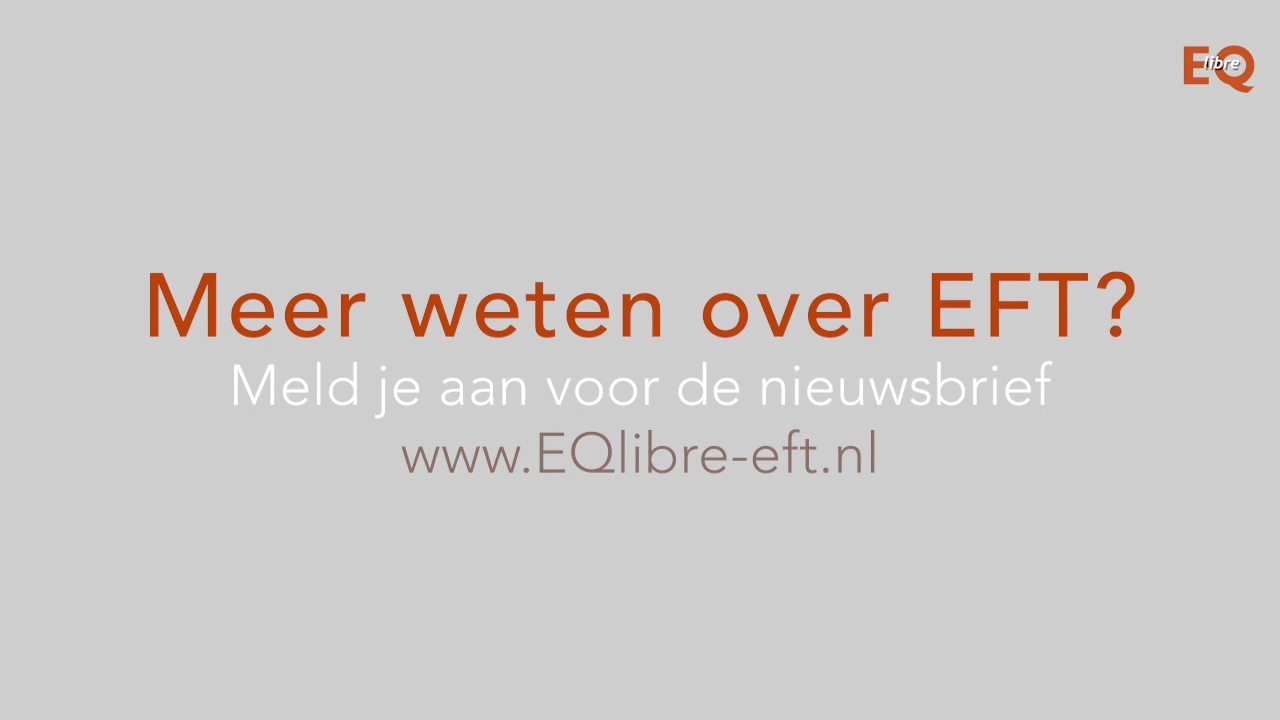 EQ
libre
Meer weten over EFT?
Meld je aan voor de nieuwsbrief
www.EQlibre-eft.nl